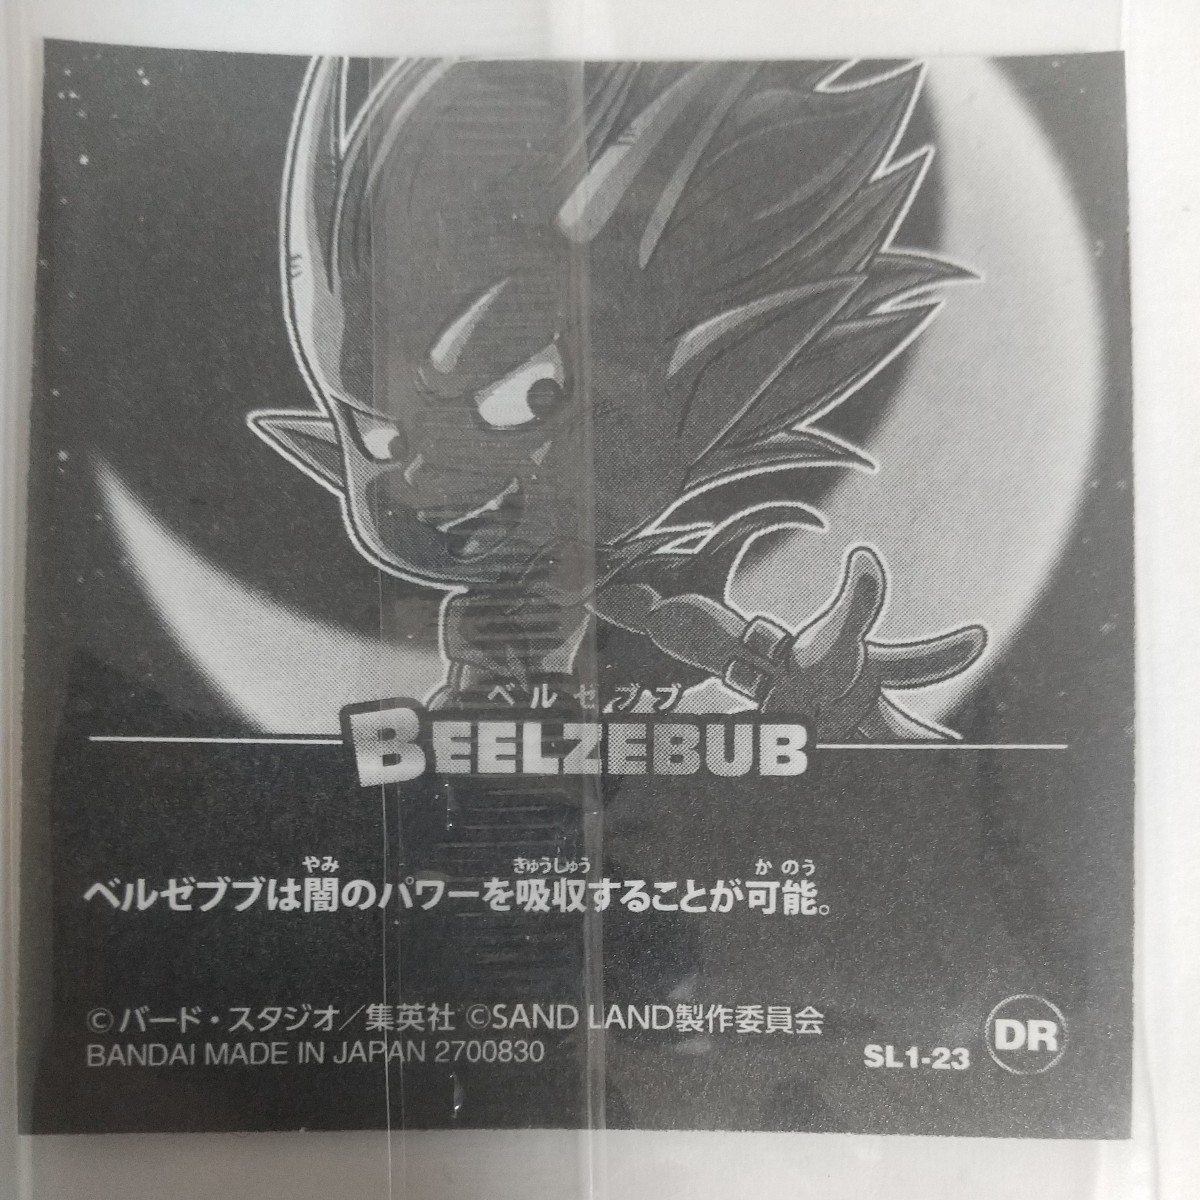 ベルゼブブ
BEELZEBUB
やみ きゅうしゅう かのう
ベルゼブブは闇のパワーを吸収することが可能。
©バード・スタジオ／集英社 ©SAND LAND製作委員会
BANDAI MADE IN JAPAN 2700830
SL1-23
DR